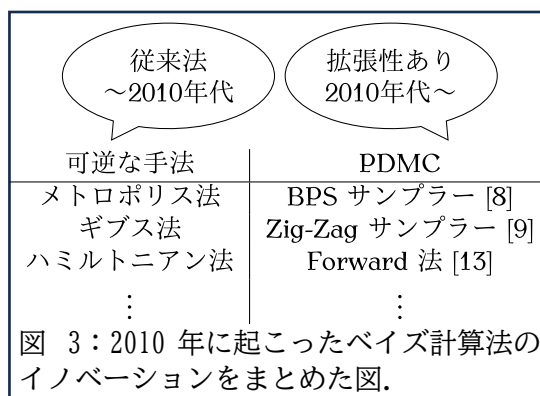 従来法
～2010年代
拡張性あり
2010年代～
可逆な手法 PDMC
メトロポリス法 BPS サンプラー [8]
ギブス法 Zig-Zag サンプラー [9]
ハミルトニアン法 Forward 法 [13]
⋮ ⋮
図 3：2010 年に起こったベイズ計算法の
イノベーションをまとめた図．